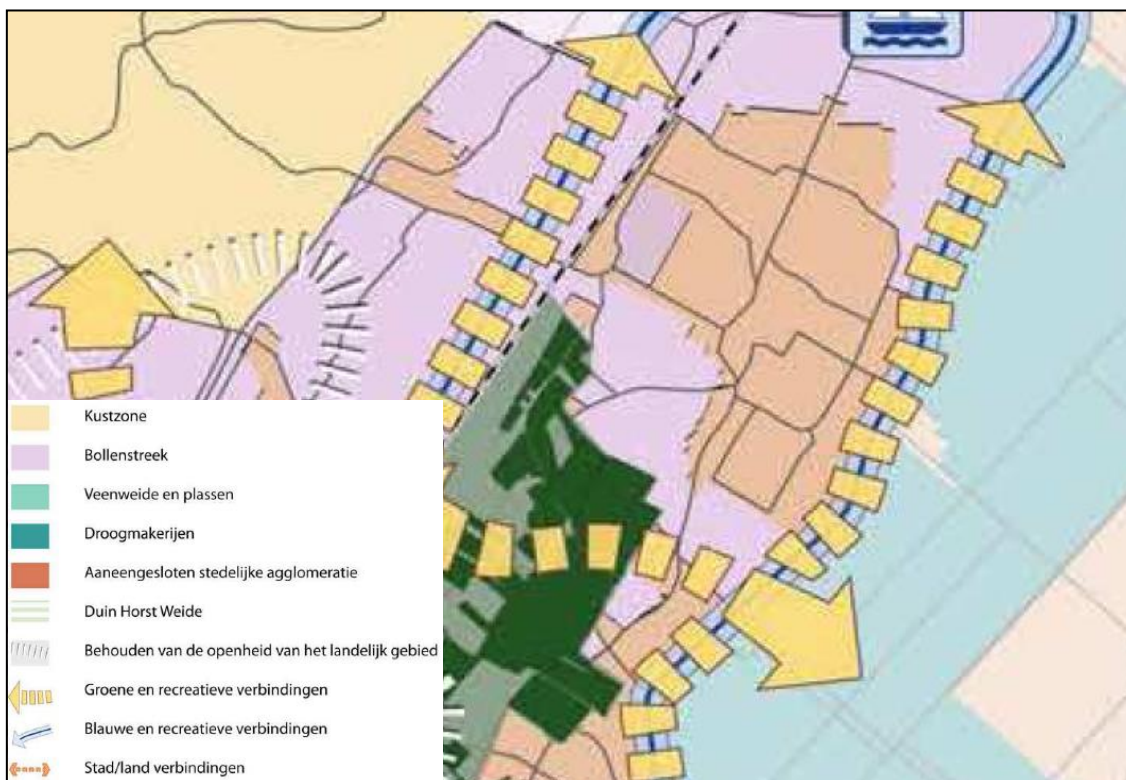 Kustzone
Bollenstreek
Veenweide en plassen
Droogmakerijen
Aaneengesloten stedelijke agglomeratie
Duin Horst Weide
Behouden van de openheid van het landelijk gebied
Groene en recreatieve verbindingen
Blauwe en recreatieve verbindingen
Stad/land verbindingen